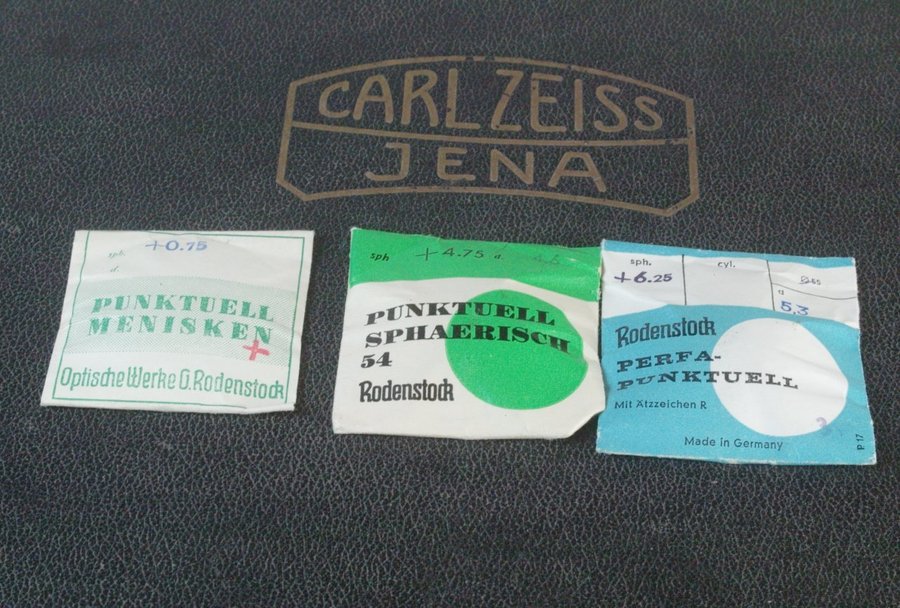 CARL ZEISS
JENA
sph. +0.75
d.
PUNKTUELL
MENISKEN
+
Optische Werke G. Rodenstock
sph +4.75 d.
PUNKTUELL
SPHAERISCH
54
Rodenstock
sph. cyl.
+6.25
d
5,3
Rodenstock
PERFA-
PUNKTUELL
Mit Ätzzeichen R
Made in Germany
P 17